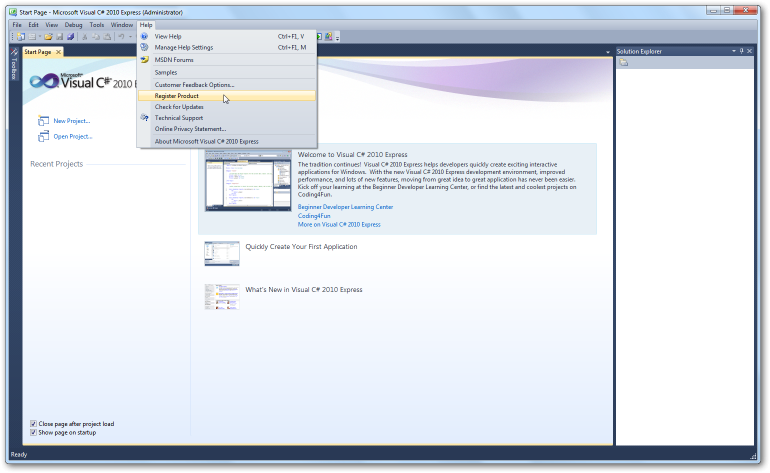 Start Page - Microsoft Visual C# 2010 Express (Administrator)
File Edit View Debug Tools Window Help
View Help Ctrl+F1, V
Manage Help Settings Ctrl+F1, M
MSDN Forums
Samples
Customer Feedback Options...
Register Product
Check for Updates
Technical Support
Online Privacy Statement...
About Microsoft Visual C# 2010 Express
Toolbox
Start Page
Solution Explorer
Microsoft
Visual C# 2010 E
New Project...
Open Project...
Recent Projects
Welcome to Visual C# 2010 Express
The tradition continues! Visual C# 2010 Express helps developers quickly create exciting interactive
applications for Windows. With the new Visual C# 2010 Express development environment, improved
performance, and lots of new features, moving from great idea to great application has never been easier.
Kick off your learning at the Beginner Developer Learning Center, or find the latest and coolest projects on
Coding4Fun.
Beginner Developer Learning Center
Coding4Fun
More on Visual C# 2010 Express
Quickly Create Your First Application
What's New in Visual C# 2010 Express
Close page after project load
Show page on startup
Ready